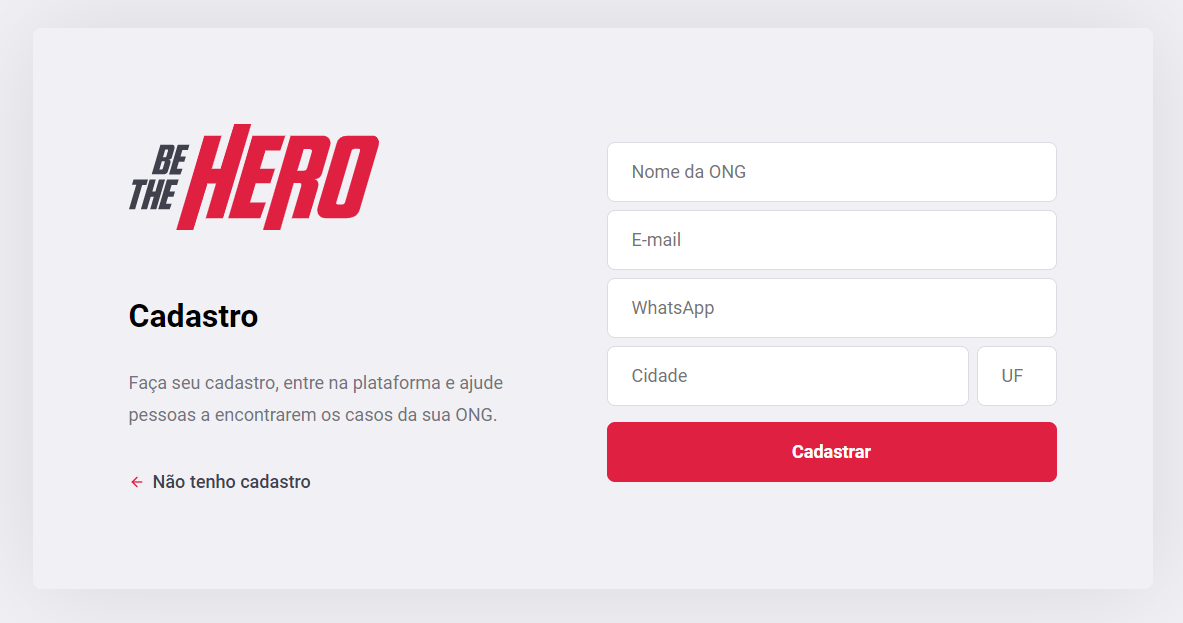 BE
THE HERO
Cadastro
Faça seu cadastro, entre na plataforma e ajude
pessoas a encontrarem os casos da sua ONG.
Não tenho cadastro
Nome da ONG
E-mail
WhatsApp
Cidade UF
Cadastrar